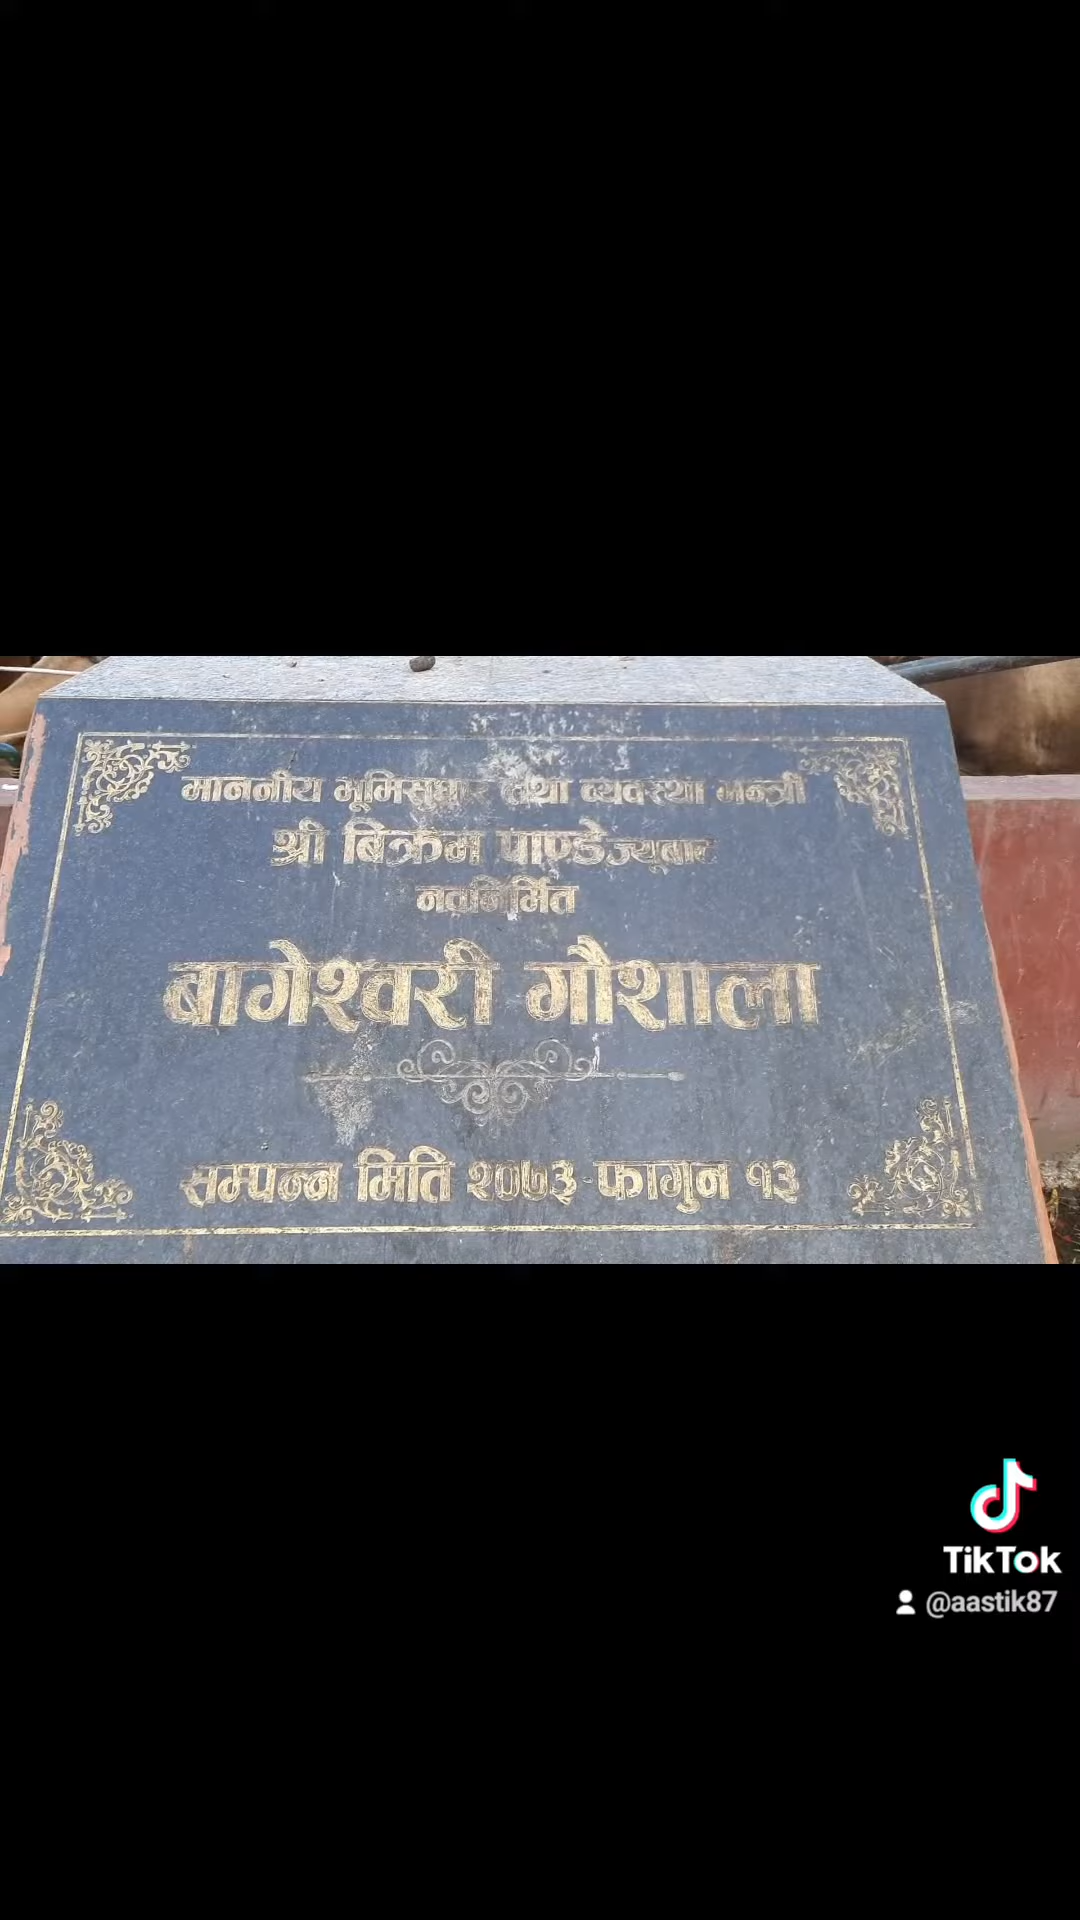 माननीय भूमिसुधार तथा व्यवस्था मन्त्री
श्री बिक्रम पाण्डेज्यूबाट
नवनिर्मित
बागेश्वरी गौशाला
सम्पन्न मिति २०७३ फागुन १३
TikTok
@aastik87